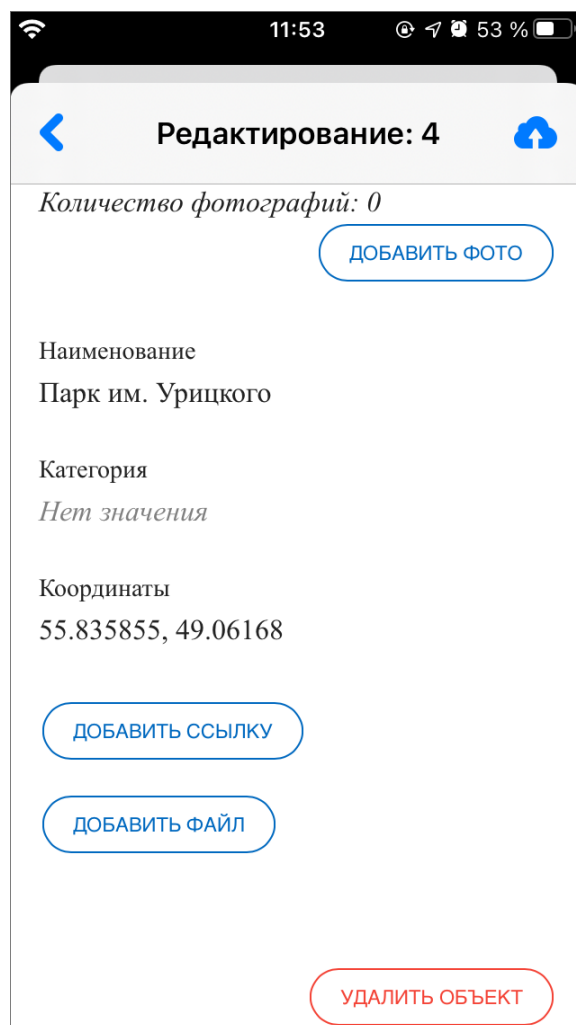 11:53
53 %
Редактирование: 4
Количество фотографий: 0
ДОБАВИТЬ ФОТО
Наименование
Парк им. Урицкого
Категория
Нет значения
Координаты
55.835855, 49.06168
ДОБАВИТЬ ССЫЛКУ
ДОБАВИТЬ ФАЙЛ
УДАЛИТЬ ОБЪЕКТ